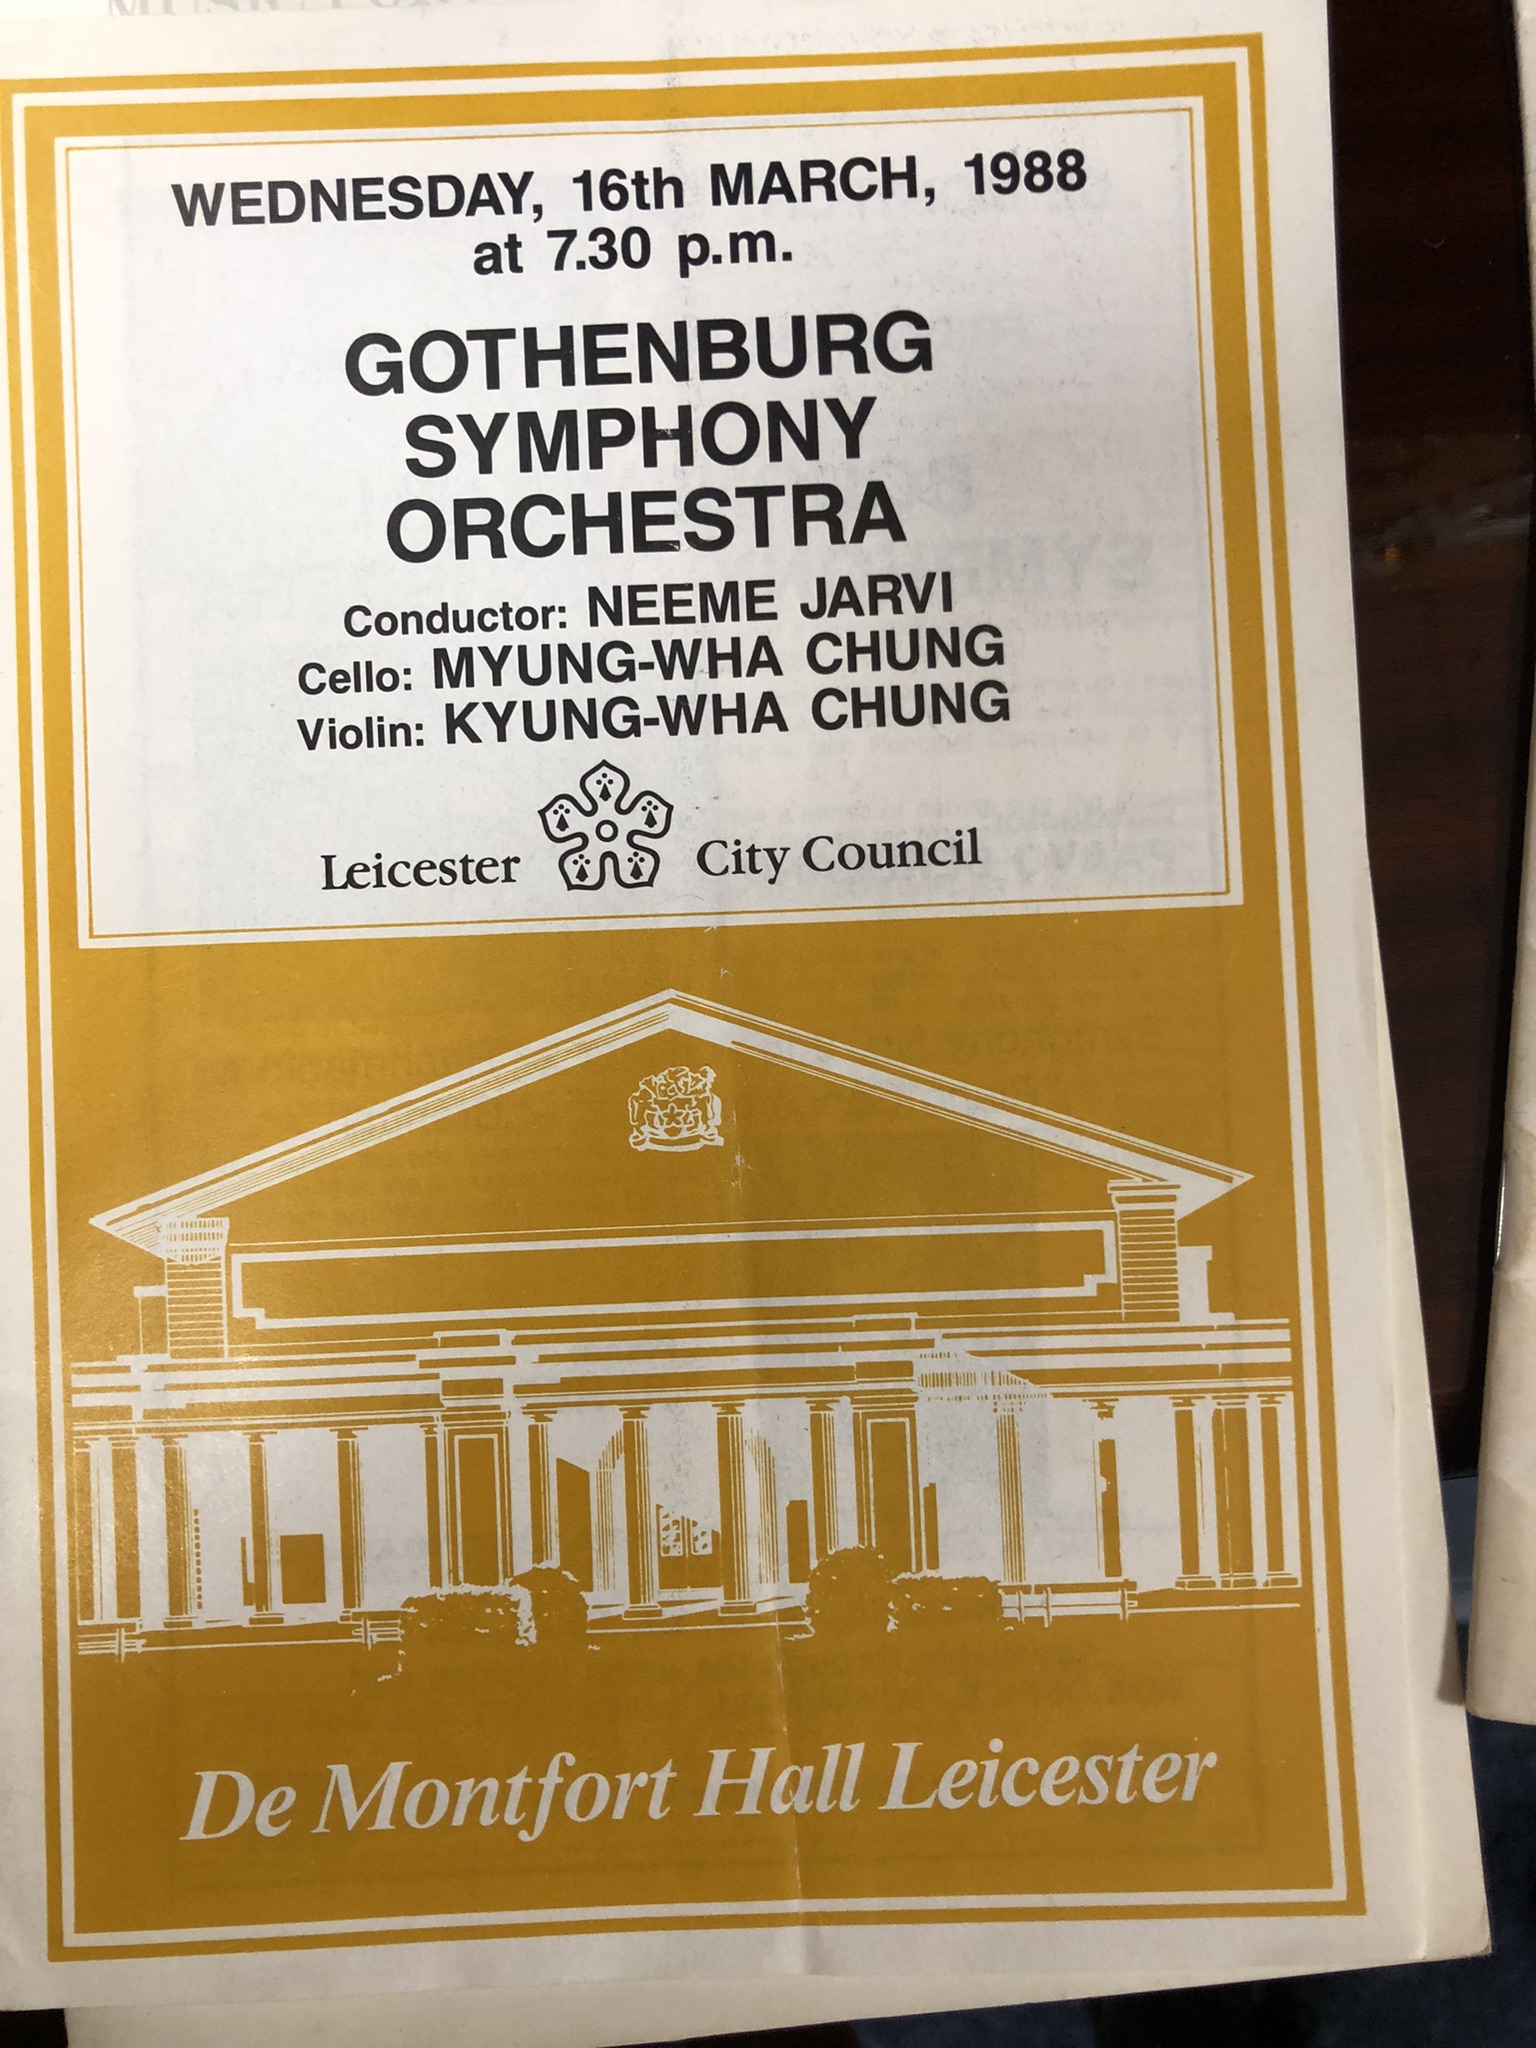 WEDNESDAY, 16th MARCH, 1988
at 7.30 p.m.
GOTHENBURG
SYMPHONY
ORCHESTRA
Conductor: NEEME JARVI
Cello: MYUNG-WHA CHUNG
Violin: KYUNG-WHA CHUNG
Leicester City Council
De Montfort Hall Leicester